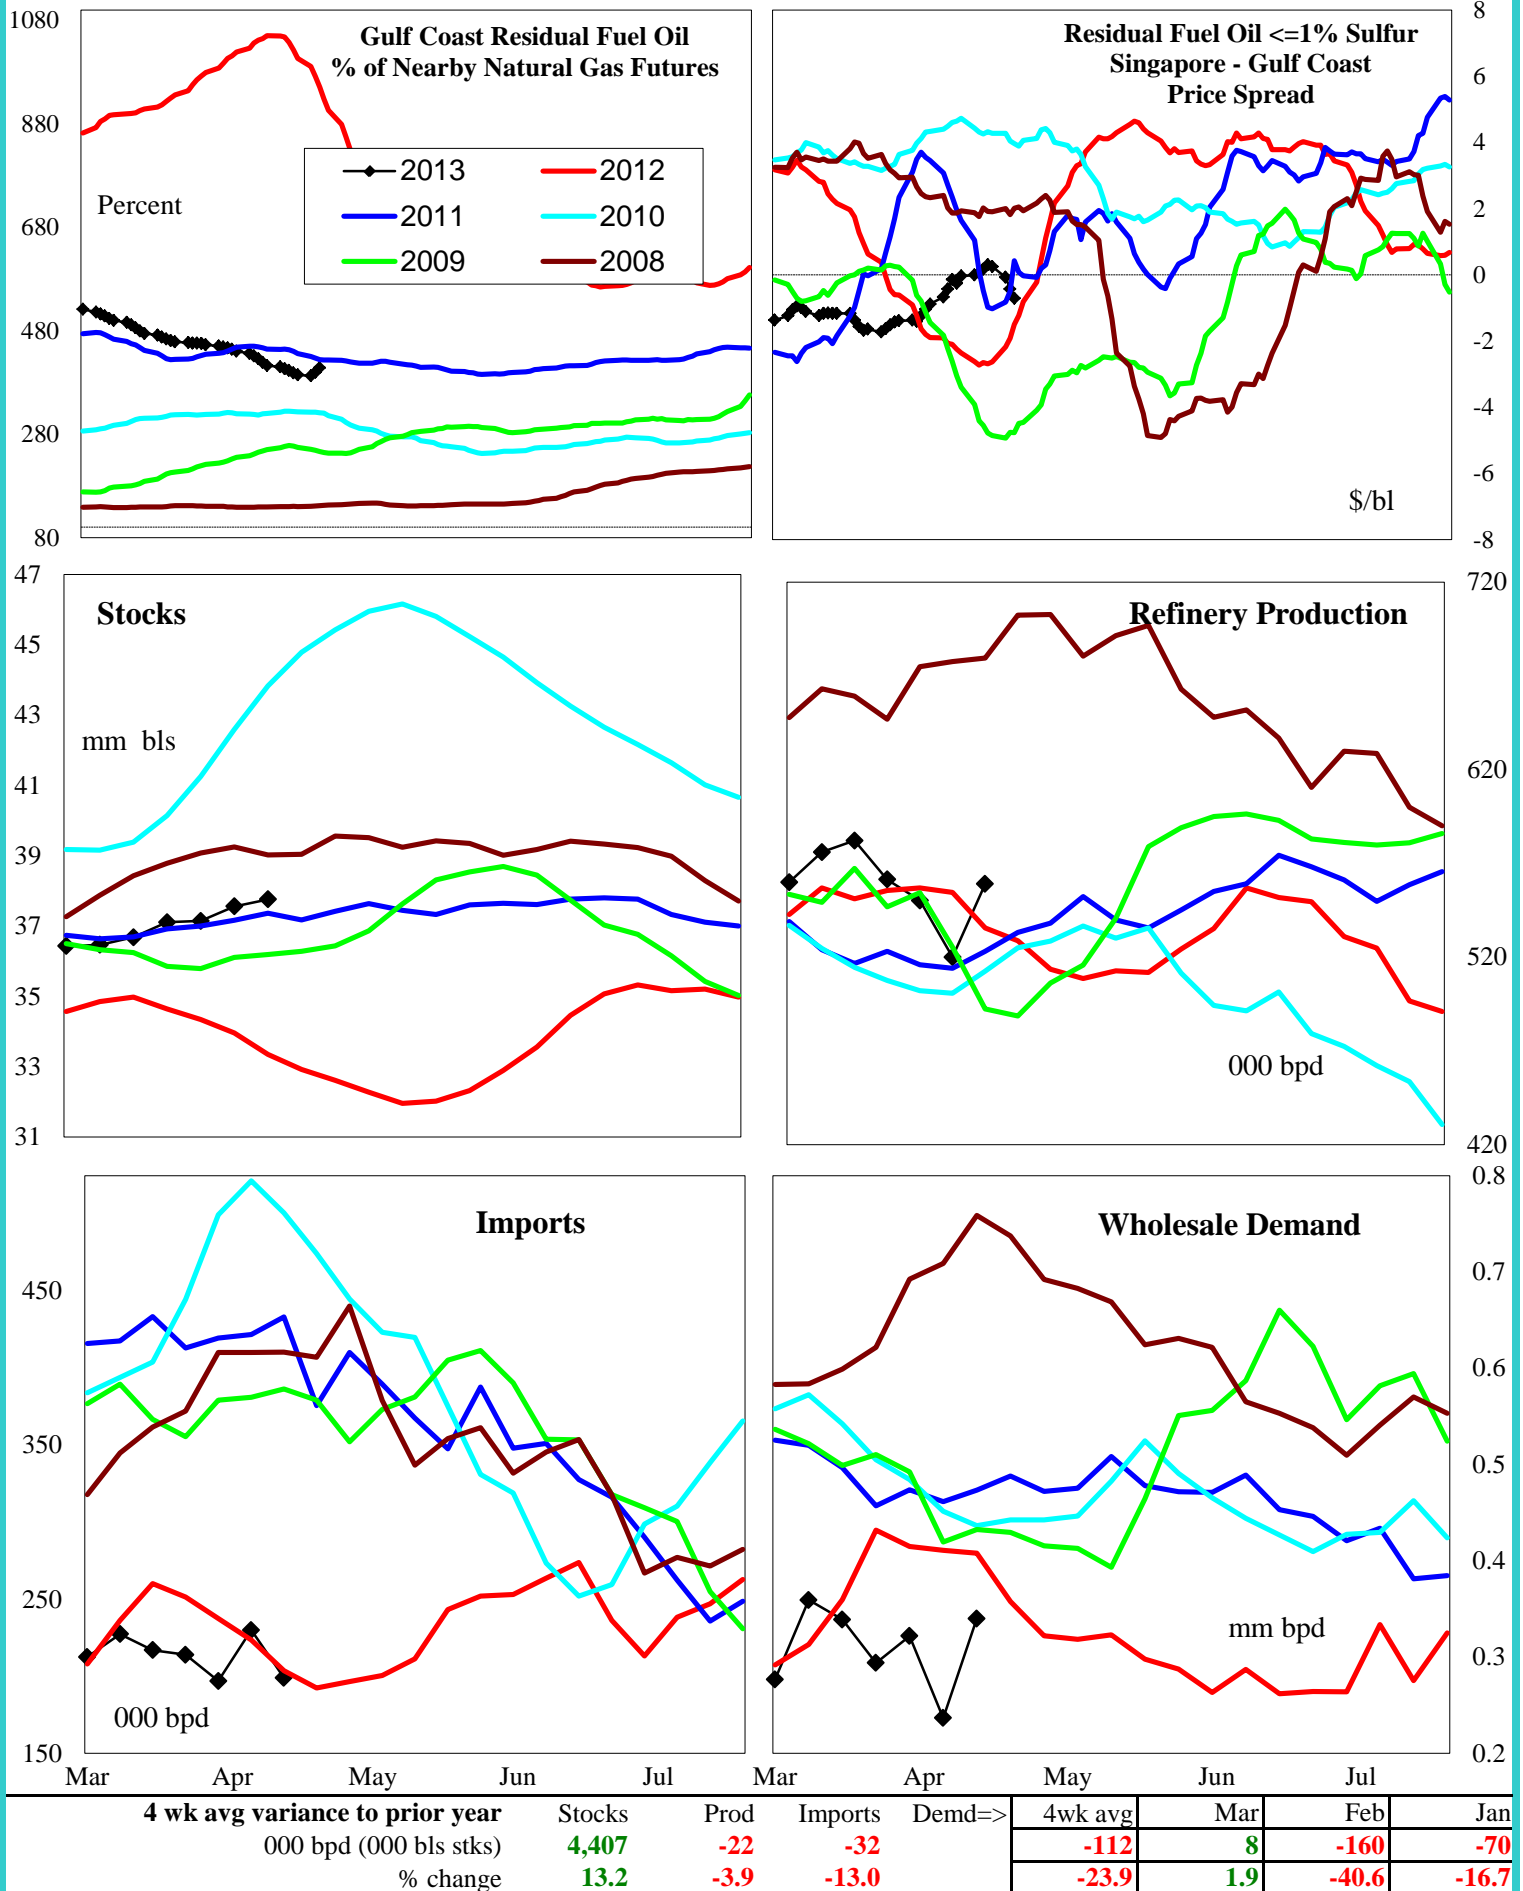 Gulf Coast Residual Fuel Oil
% of Nearby Natural Gas Futures
1080
880
680
480
280
80
Percent
2013
2012
2011
2010
2009
2008
Residual Fuel Oil <=1% Sulfur
Singapore - Gulf Coast
Price Spread
8
6
4
2
0
-2
-4
-6
-8
$/bl
Stocks
47
45
43
41
39
37
35
33
31
mm bls
Refinery Production
720
620
520
420
000 bpd
Imports
450
350
250
150
000 bpd
Mar Apr May Jun Jul
Wholesale Demand
0.8
0.7
0.6
0.5
0.4
0.3
0.2
mm bpd
Mar Apr May Jun Jul
4 wk avg variance to prior year Stocks Prod Imports Demd=> 4wk avg Mar Feb Jan
000 bpd (000 bls stks) 4,407 -22 -32 -112 8 -160 -70
% change 13.2 -3.9 -13.0 -23.9 1.9 -40.6 -16.7